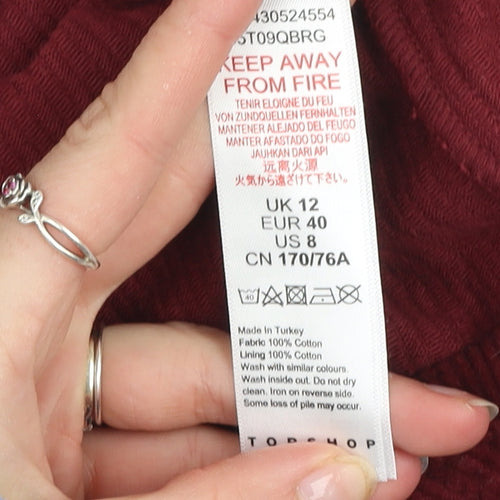 430524554
5T09QBRG
KEEP AWAY
FROM FIRE
TENIR ELOIGNE DU FEU
VON ZUNDQUELLEN FERNHALTEN
MANTENER ALEJADO DEL FEUGO
MANTER AFASTADO DO FOGO
JAUHKAN DARI API
远离火源
火気から遠ざけて下さい。
UK 12
EUR 40
US 8
CN 170/76A
40
Made in Turkey
Fabric 100% Cotton
Lining 100% Cotton
Wash with similar colours.
Wash inside out. Do not dry
clean. Iron on reverse side.
Some loss of pile may occur.
TOPSHOP